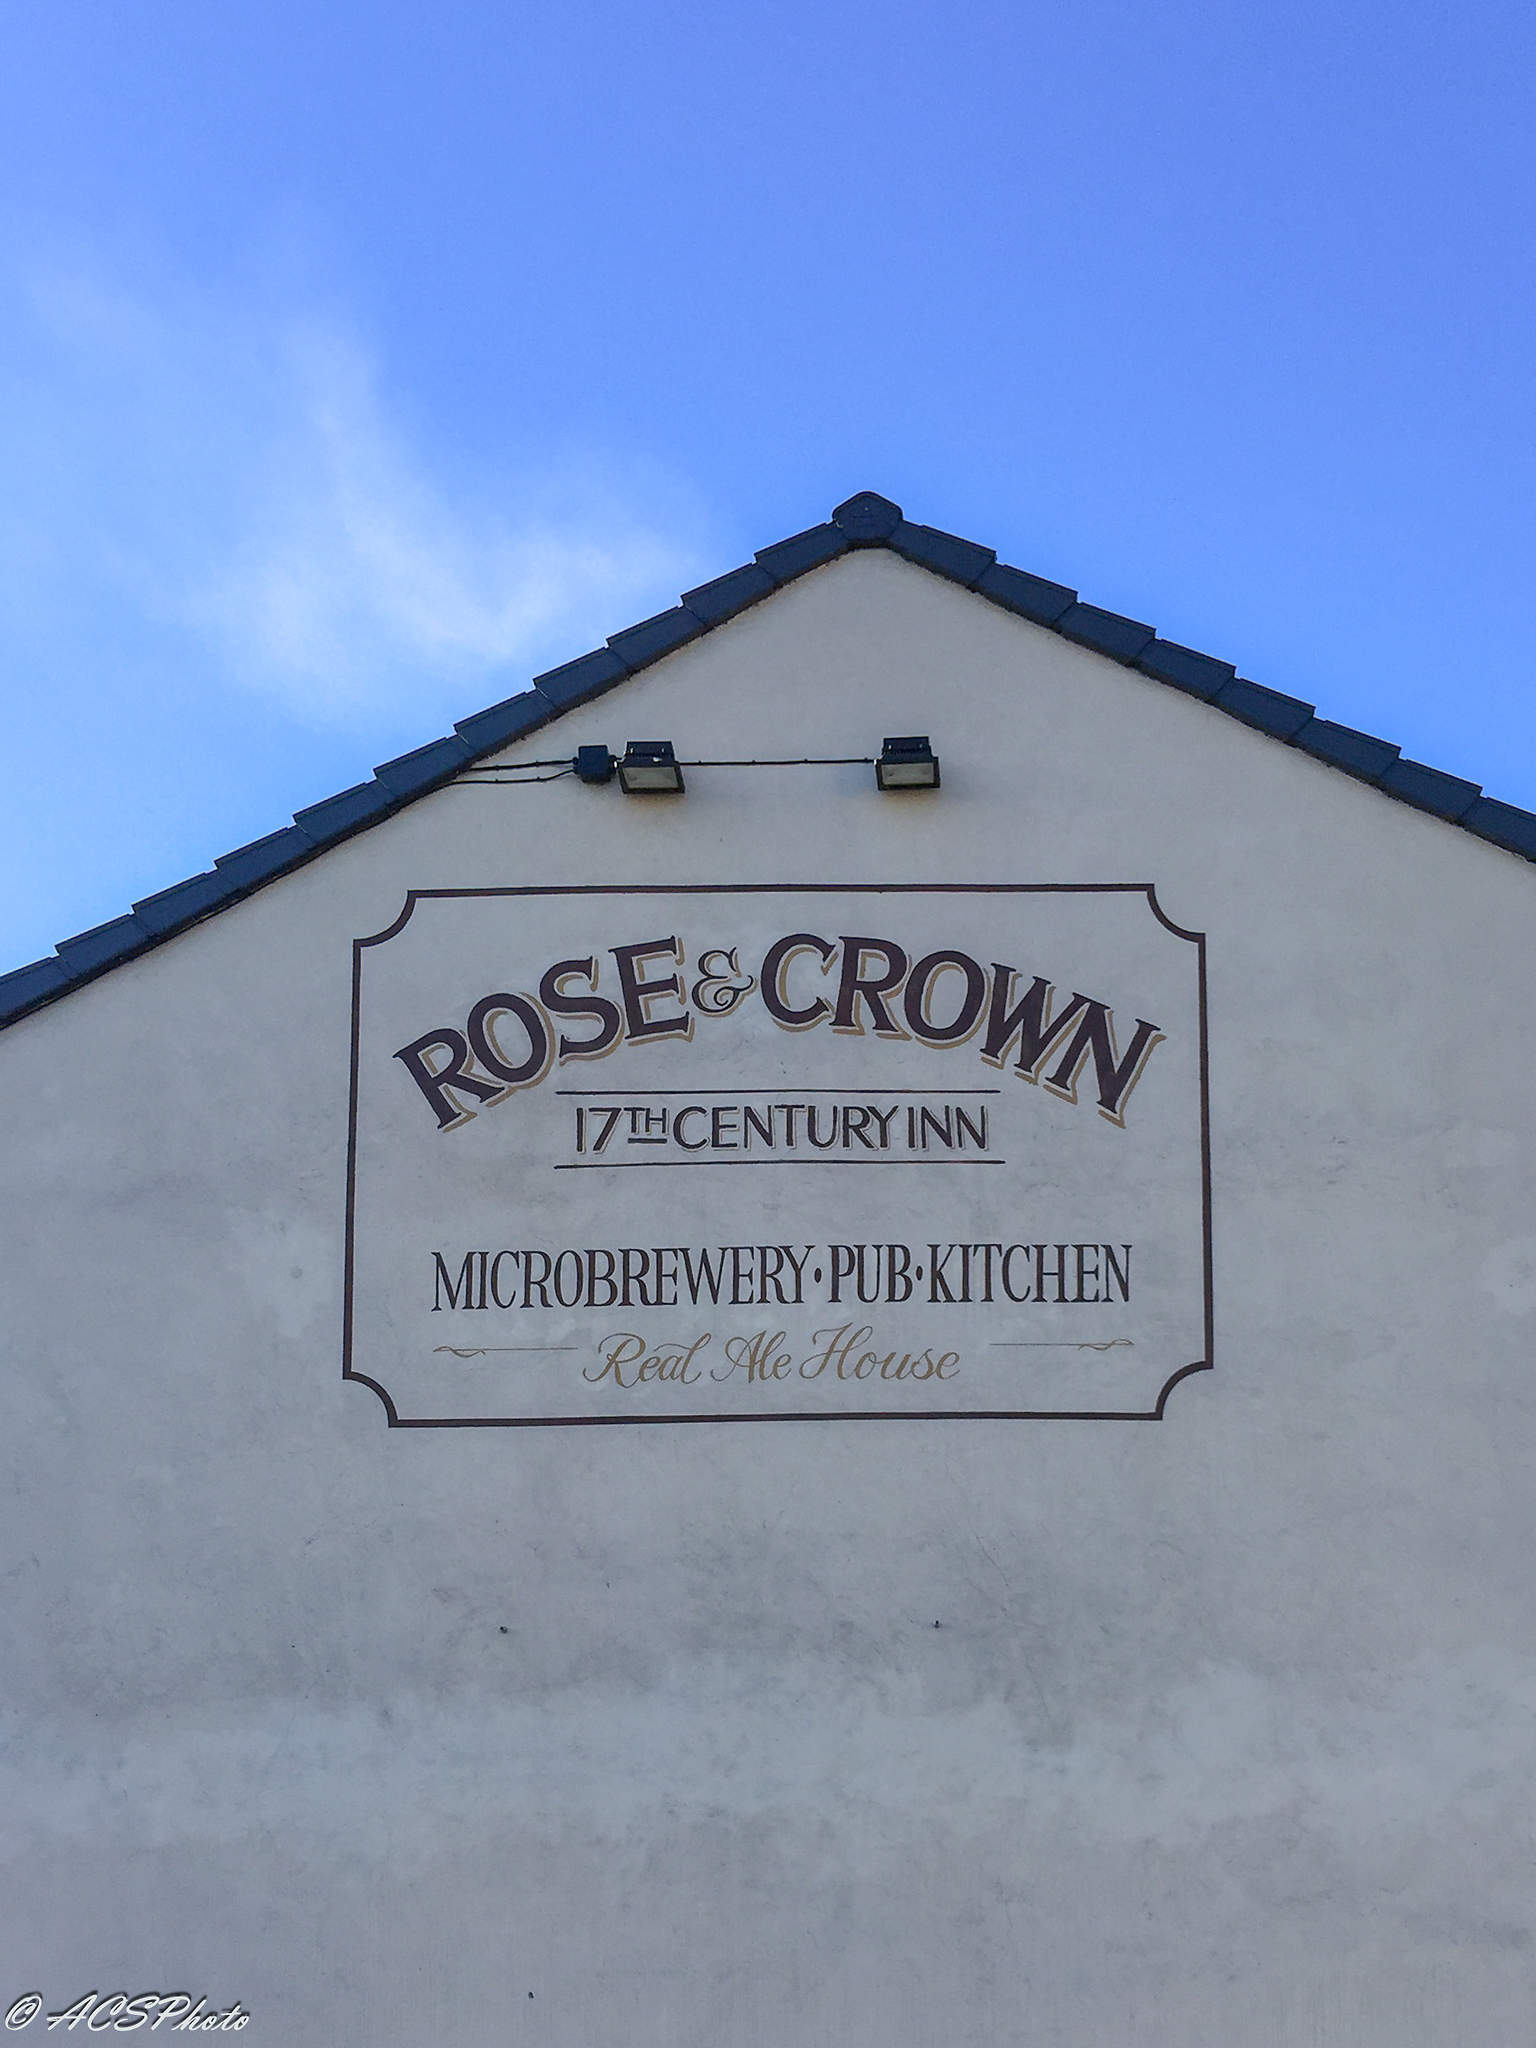 ROSE & CROWN
17TH CENTURY INN
MICROBREWERY · PUB · KITCHEN
Real Ale House
© ACSPhoto